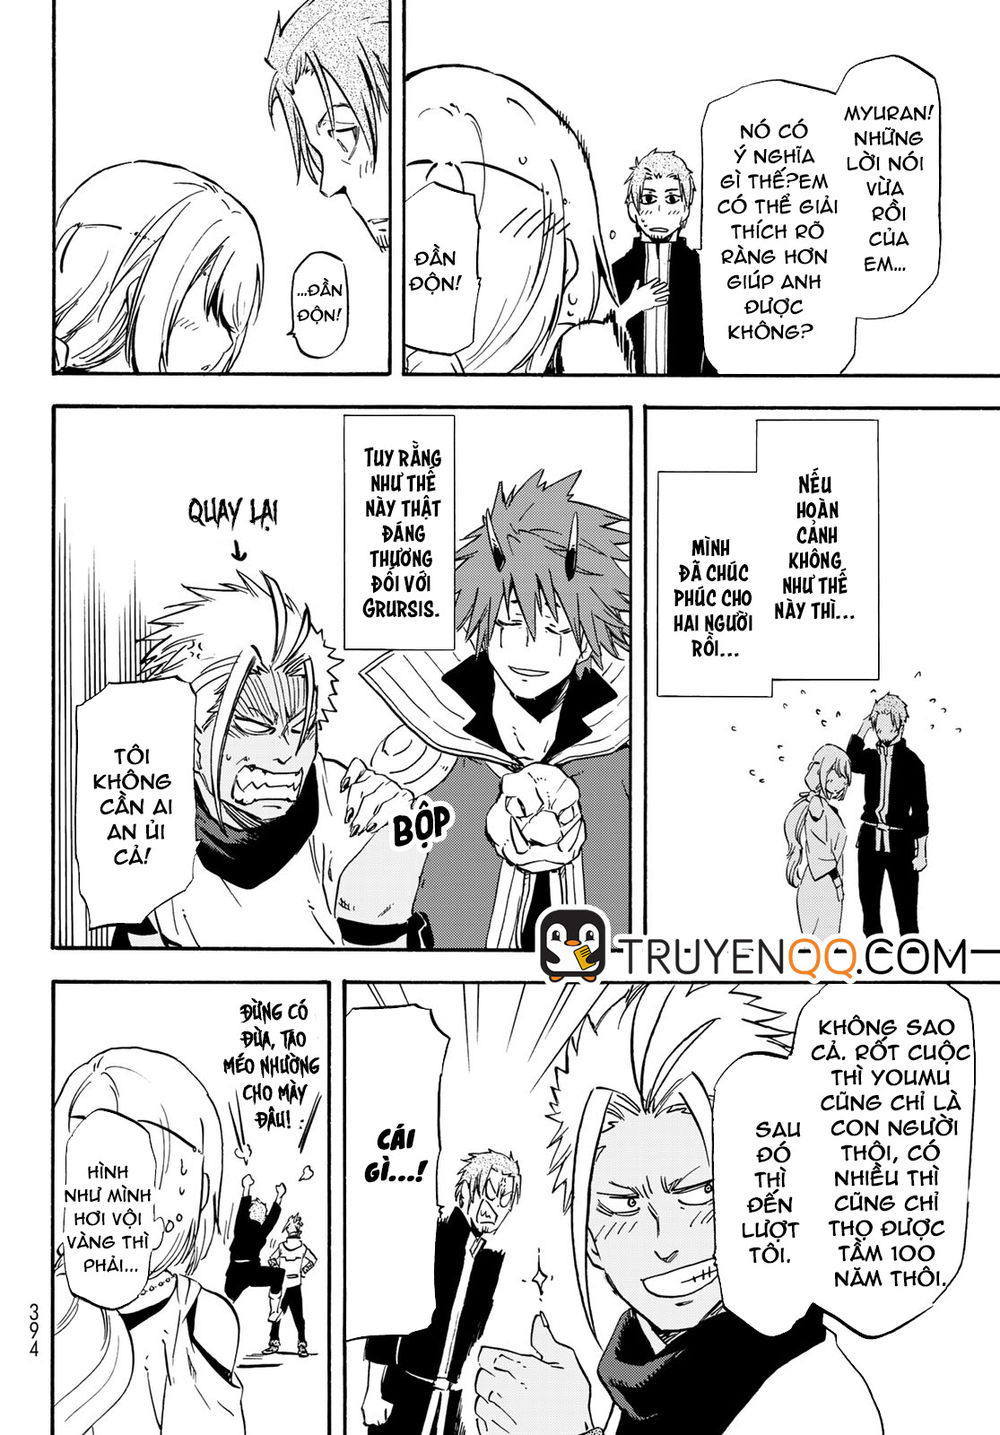 MYURAN!
NHỮNG
LỜI NÓI
VỪA
RỒI
CỦA
EM...
NÓ CÓ
Ý NGHĨA
GÌ THẾ?EM
CÓ THỂ GIẢI
THÍCH RÕ
RÀNG HƠN
GIÚP ANH
ĐƯỢC
KHÔNG?
ĐẦN
ĐỘN!
...ĐẦN
ĐỘN!
NẾU
HOÀN
CẢNH
KHÔNG
NHƯ THẾ
NÀY THÌ...
MÌNH
ĐÃ CHÚC
PHÚC CHO
HAI NGƯỜI
RỒI...
TUY RẰNG
NHƯ THẾ
NÀY THẬT
ĐÁNG
THƯƠNG
ĐỐI VỚI
GRURSIS.
QUAY LẠI
BỘP
TÔI
KHÔNG
CẦN AI
AN ỦI
CẢ!
TRUYENQQ.COM
KHÔNG SAO
CẢ. RỐT CUỘC
THÌ YOUMU
CŨNG CHỈ LÀ
CON NGƯỜI
THÔI, CÓ
NHIỀU THÌ
CŨNG CHỈ
THỌ ĐƯỢC
TẦM 100
NĂM THÔI.
SAU
ĐÓ THÌ
ĐẾN
LƯỢT
TÔI.
CÁI
GÌ...!
ĐỪNG CÓ
ĐÙA, TAO
MÉO NHƯỜNG
CHO MÀY
ĐÂU!
HÌNH
NHƯ MÌNH
HƠI VỘI
VÀNG THÌ
PHẢI...
394